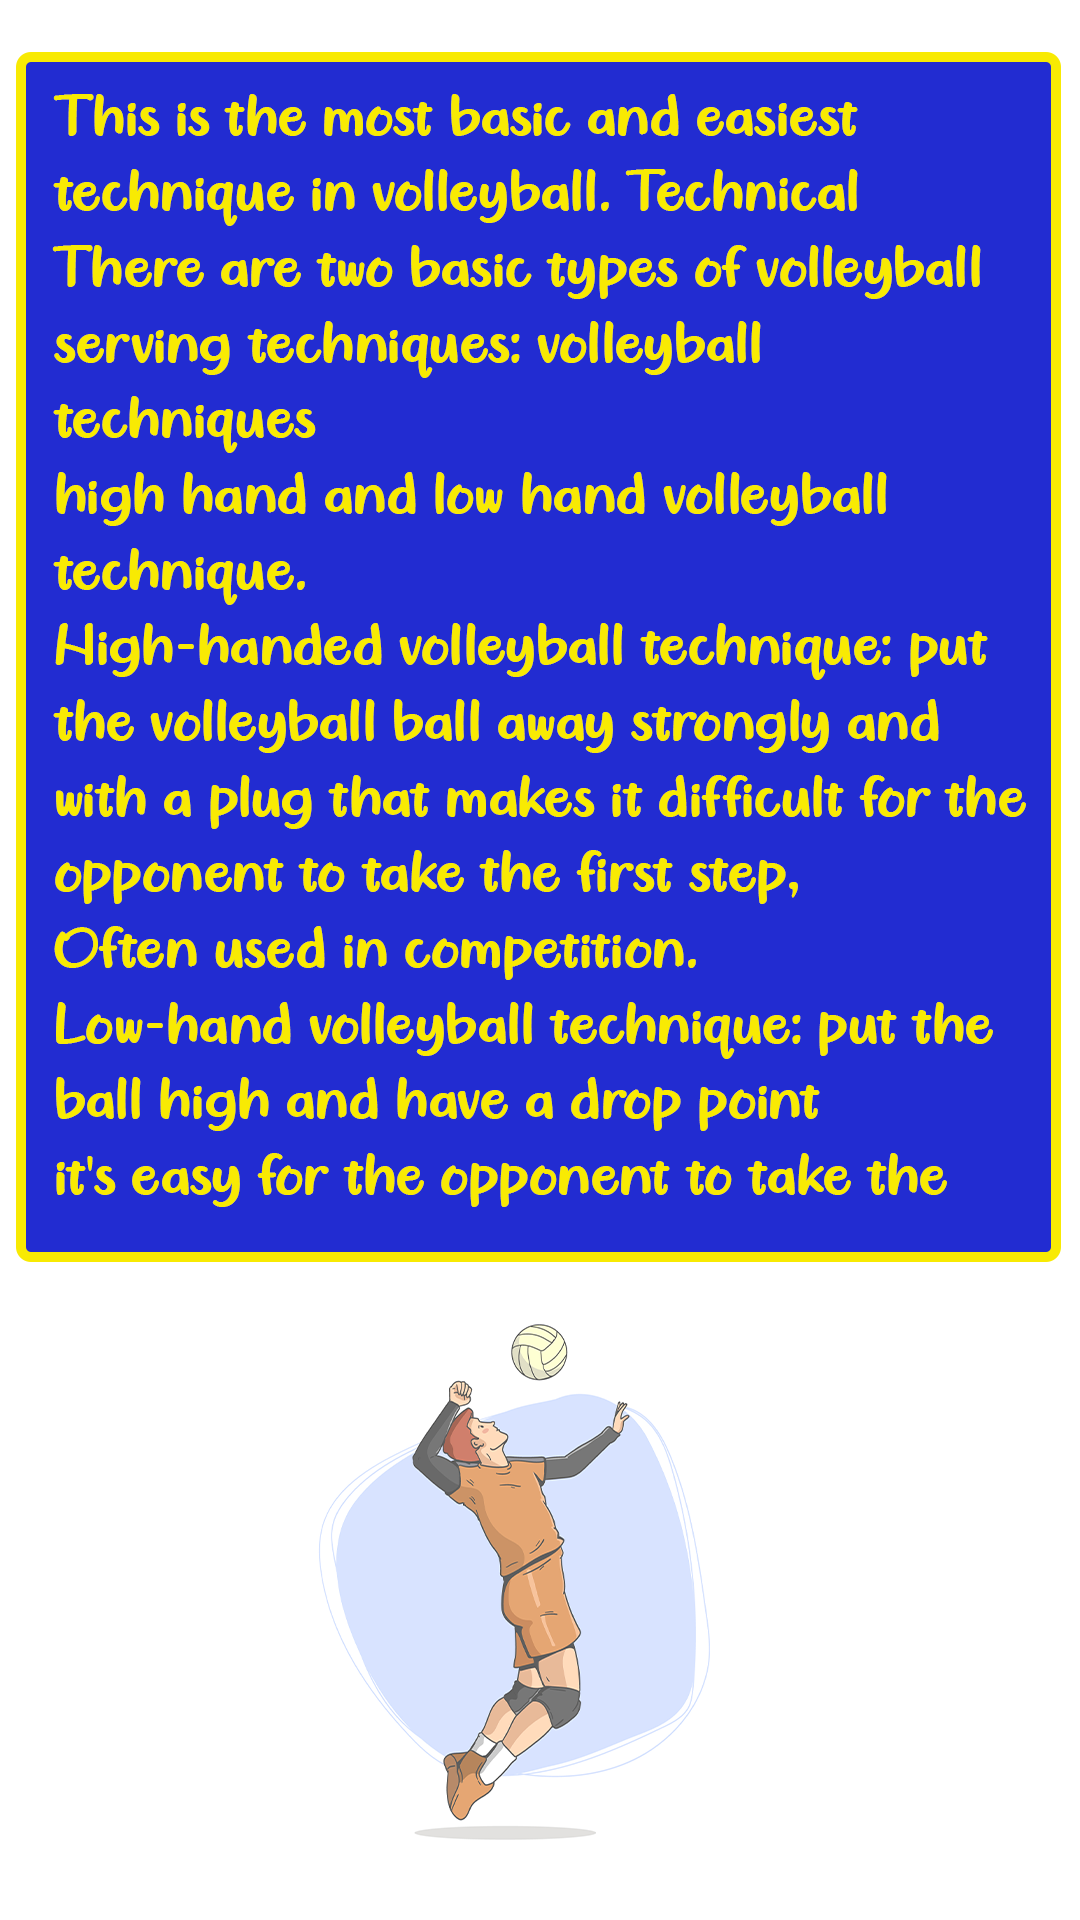 This is the most basic and easiest
technique in volleyball. Technical
There are two basic types of volleyball
serving techniques: volleyball
techniques
high hand and low hand volleyball
technique.
High-handed volleyball technique: put
the volleyball ball away strongly and
with a plug that makes it difficult for the
opponent to take the first step,
Often used in competition.
Low-hand volleyball technique: put the
ball high and have a drop point
it's easy for the opponent to take the